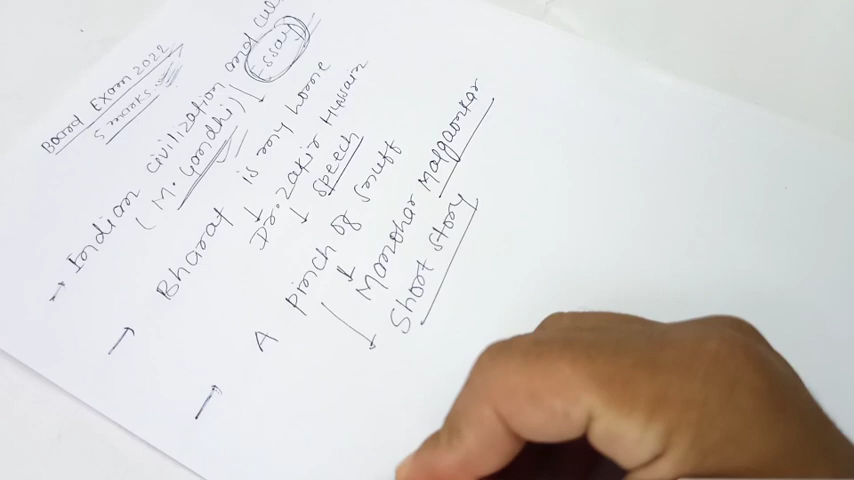 Board Exam 2022
5 marks
→ Indian civilization and cul
(M. Gandhi) Essay
→ Bharat is my home
Dr. Zakir Hussain
Speech
→ A Pinch of Snuff
Manohar Malgaonkar
Short story